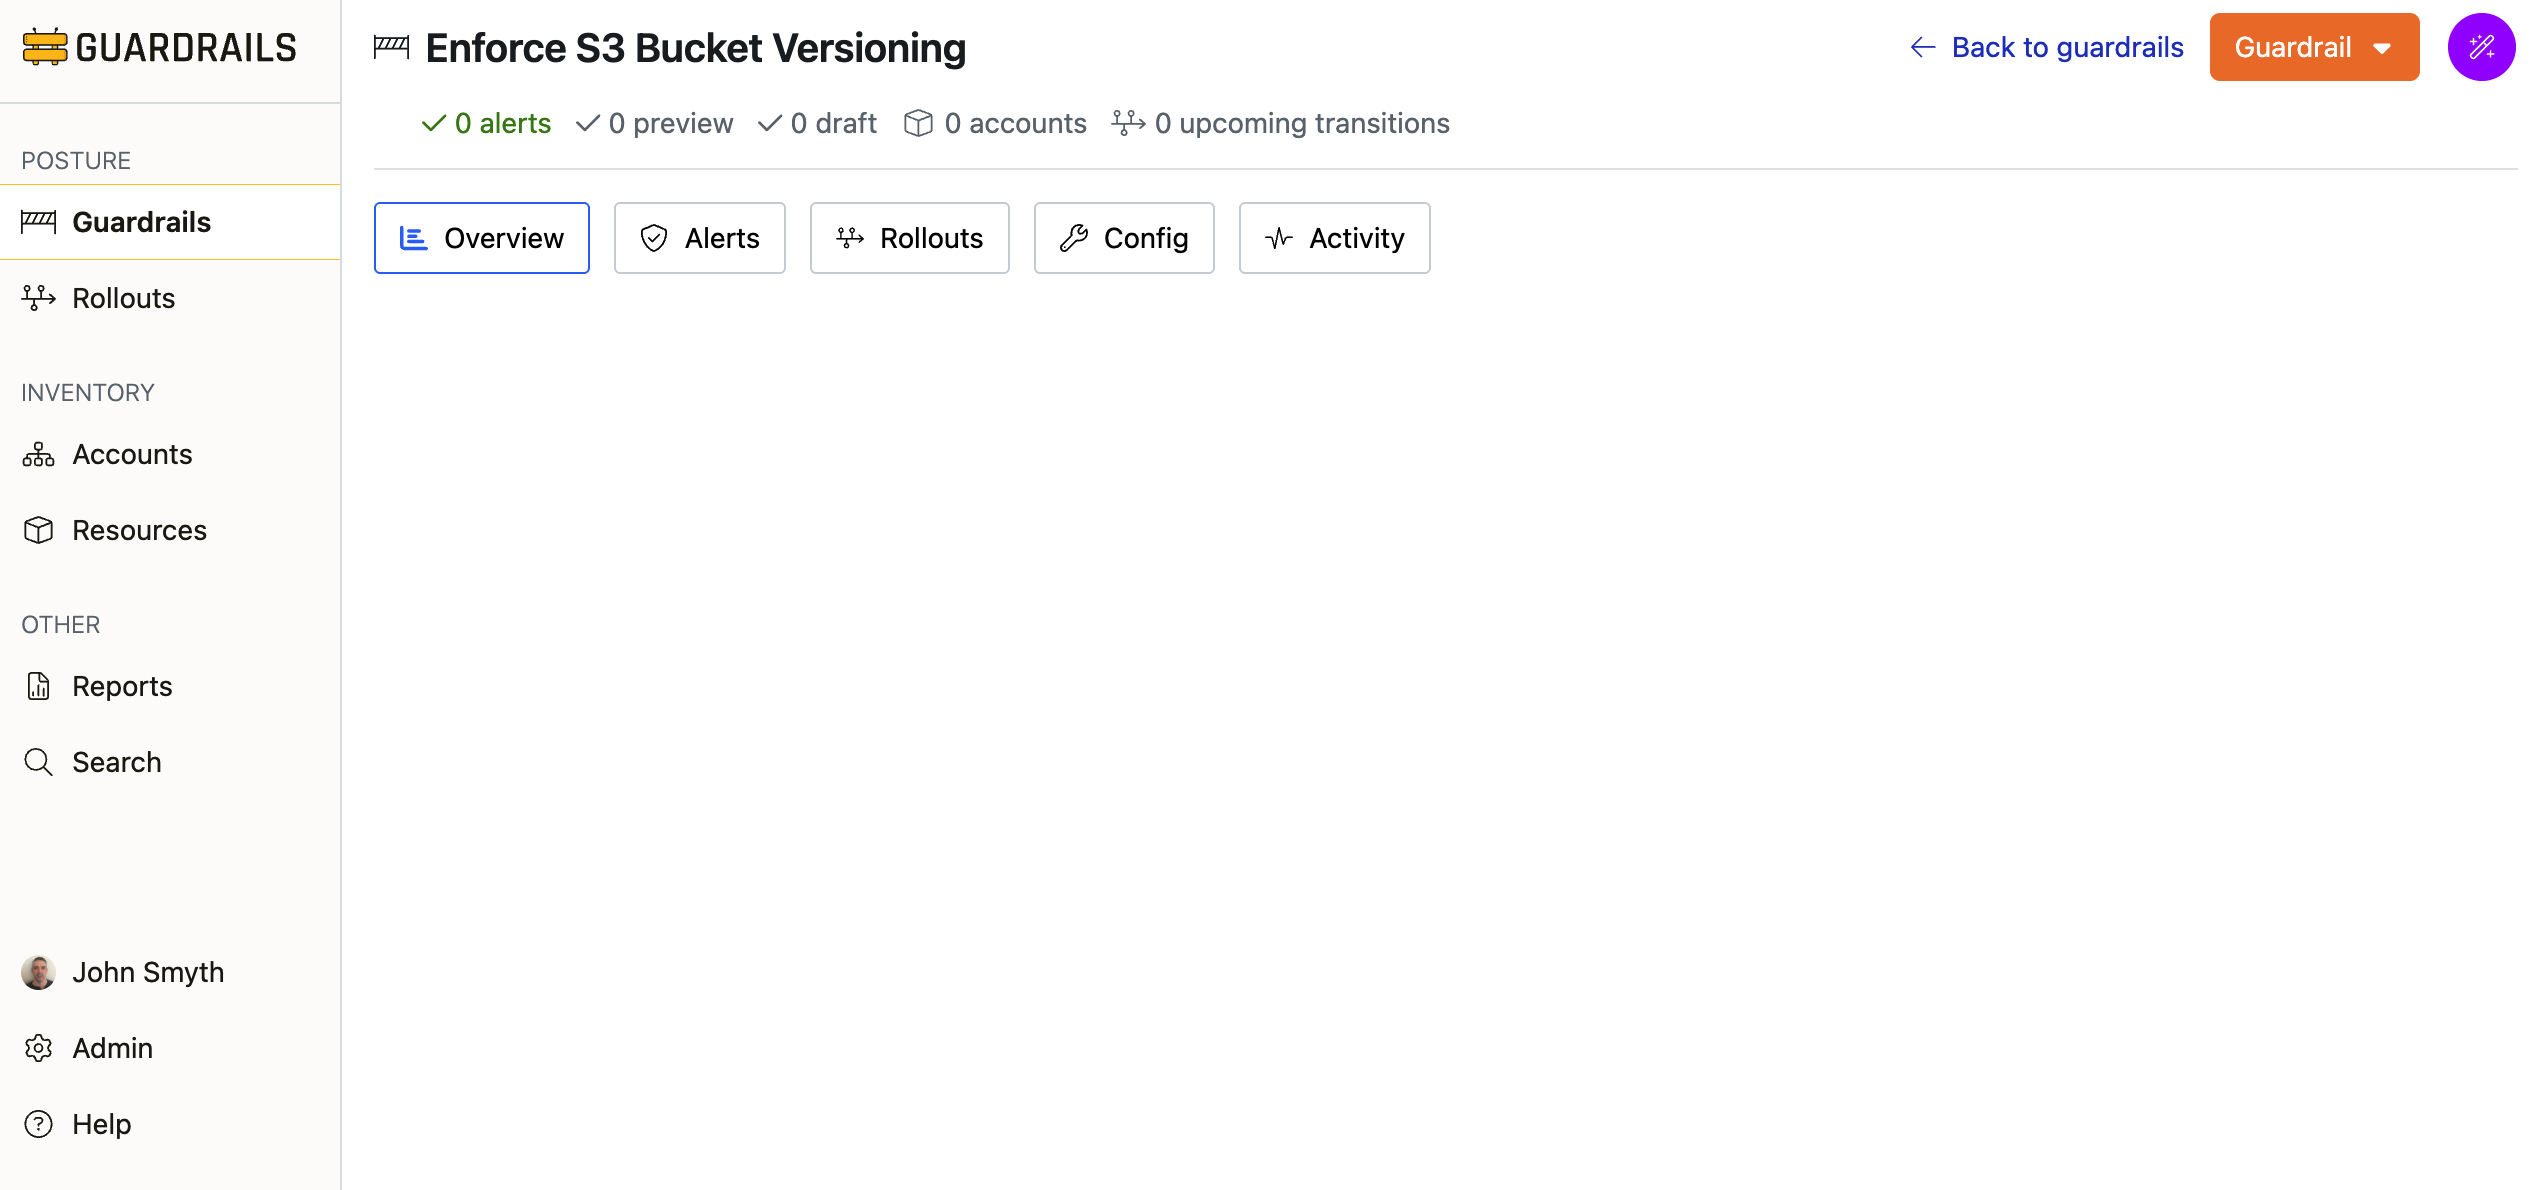 GUARDRAILS
POSTURE
Guardrails
Rollouts
INVENTORY
Accounts
Resources
OTHER
Reports
Search
John Smyth
Admin
Help
Enforce S3 Bucket Versioning
Back to guardrails
Guardrail
0 alerts 0 preview 0 draft 0 accounts 0 upcoming transitions
Overview Alerts Rollouts Config Activity